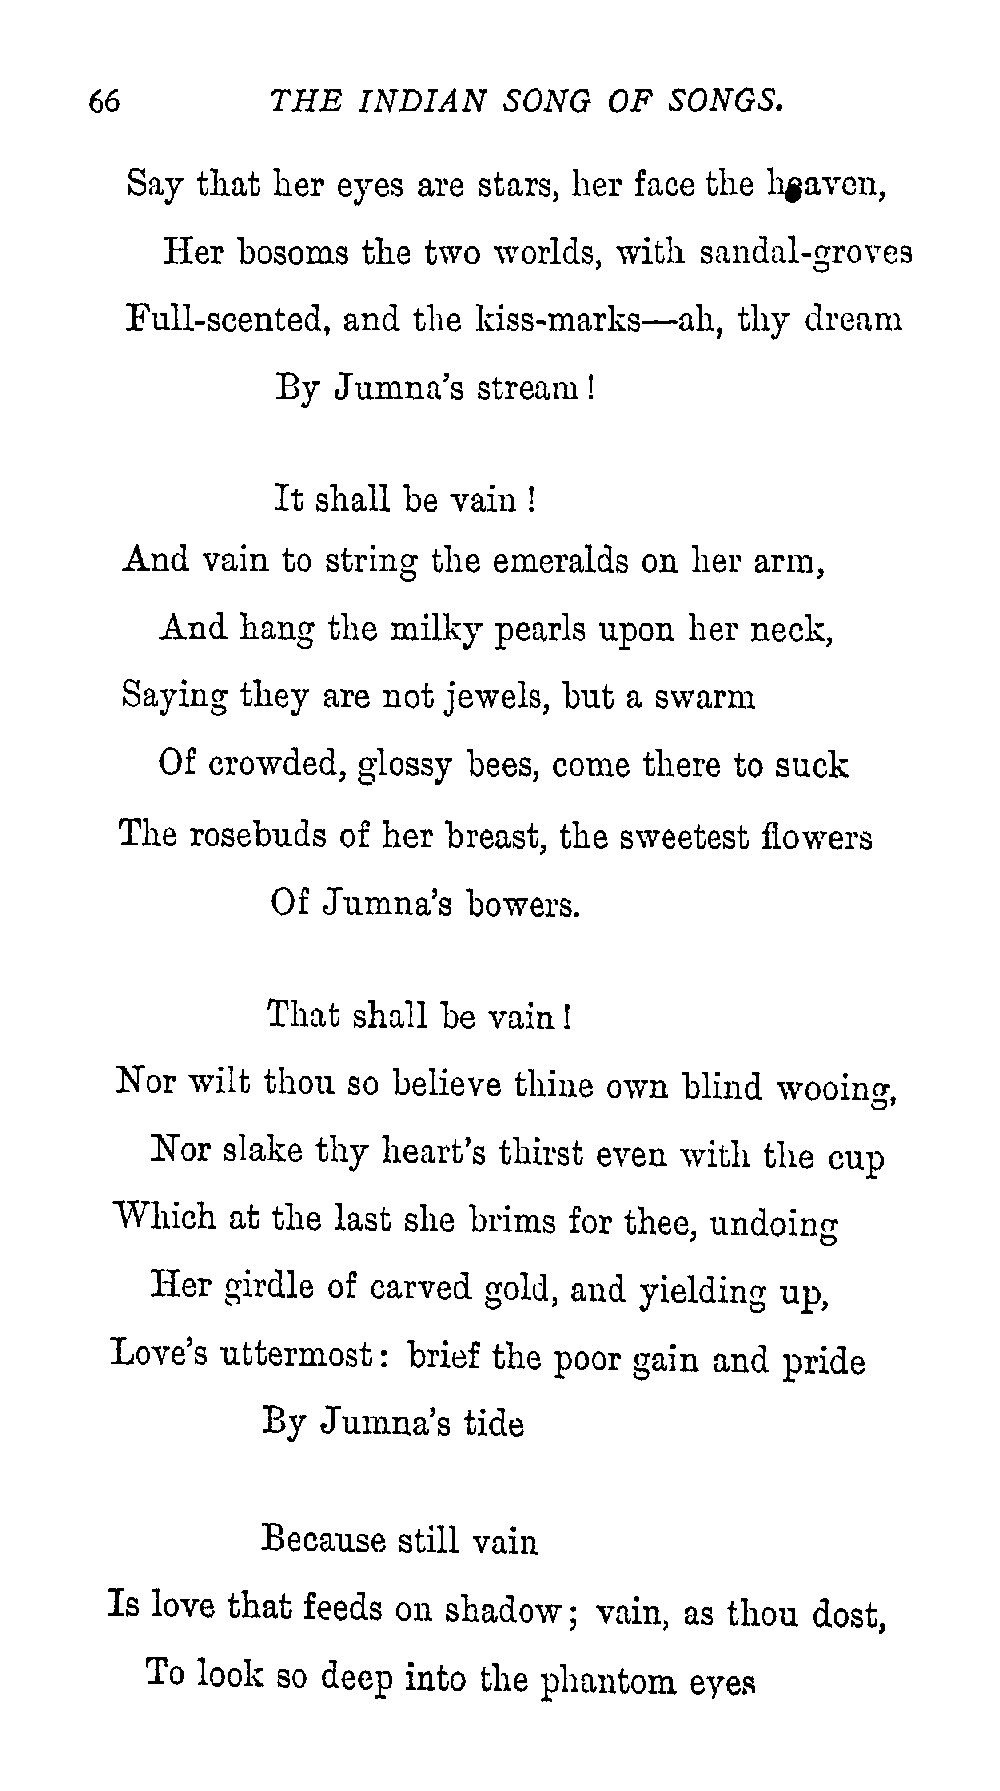 66 THE INDIAN SONG OF SONGS.
Say that her eyes are stars, her face the heaven,
Her bosoms the two worlds, with sandal-groves
Full-scented, and the kiss-marks—ah, thy dream
By Jumna's stream!
It shall be vain!
And vain to string the emeralds on her arm,
And hang the milky pearls upon her neck,
Saying they are not jewels, but a swarm
Of crowded, glossy bees, come there to suck
The rosebuds of her breast, the sweetest flowers
Of Jumna's bowers.
That shall be vain!
Nor wilt thou so believe thine own blind wooing,
Nor slake thy heart's thirst even with the cup
Which at the last she brims for thee, undoing
Her girdle of carved gold, and yielding up,
Love's uttermost: brief the poor gain and pride
By Jumna's tide
Because still vain
Is love that feeds on shadow; vain, as thou dost,
To look so deep into the phantom eyes